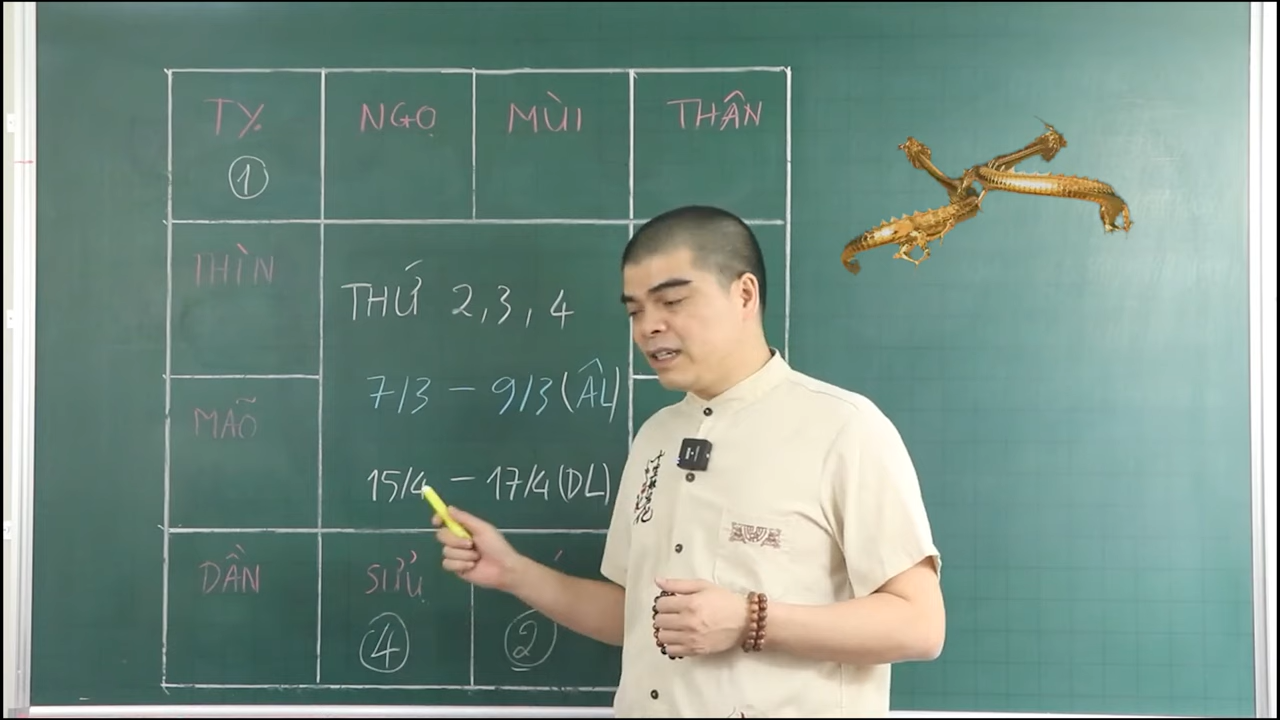 TỴ NGỌ MÙI THÂN
①
THÌN
THỨ 2, 3, 4
MÃO
7/3 – 9/3 (ÂL)
15/4 – 17/4 (DL)
DẦN SỬU
④ ②